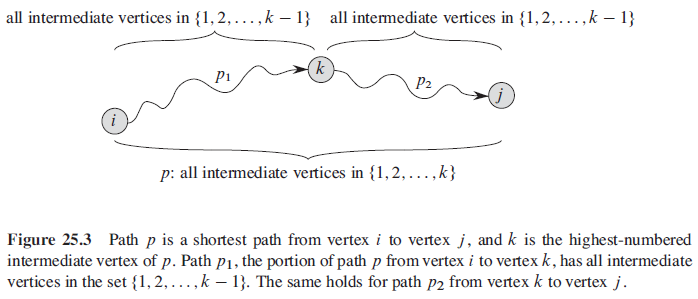 all intermediate vertices in {1, 2, . . . , k − 1} all intermediate vertices in {1, 2, . . . , k − 1}
p₁ k p₂
i j
p: all intermediate vertices in {1, 2, . . . , k}
Figure 25.3 Path p is a shortest path from vertex i to vertex j, and k is the highest-numbered
intermediate vertex of p. Path p₁, the portion of path p from vertex i to vertex k, has all intermediate
vertices in the set {1, 2, . . . , k − 1}. The same holds for path p₂ from vertex k to vertex j.